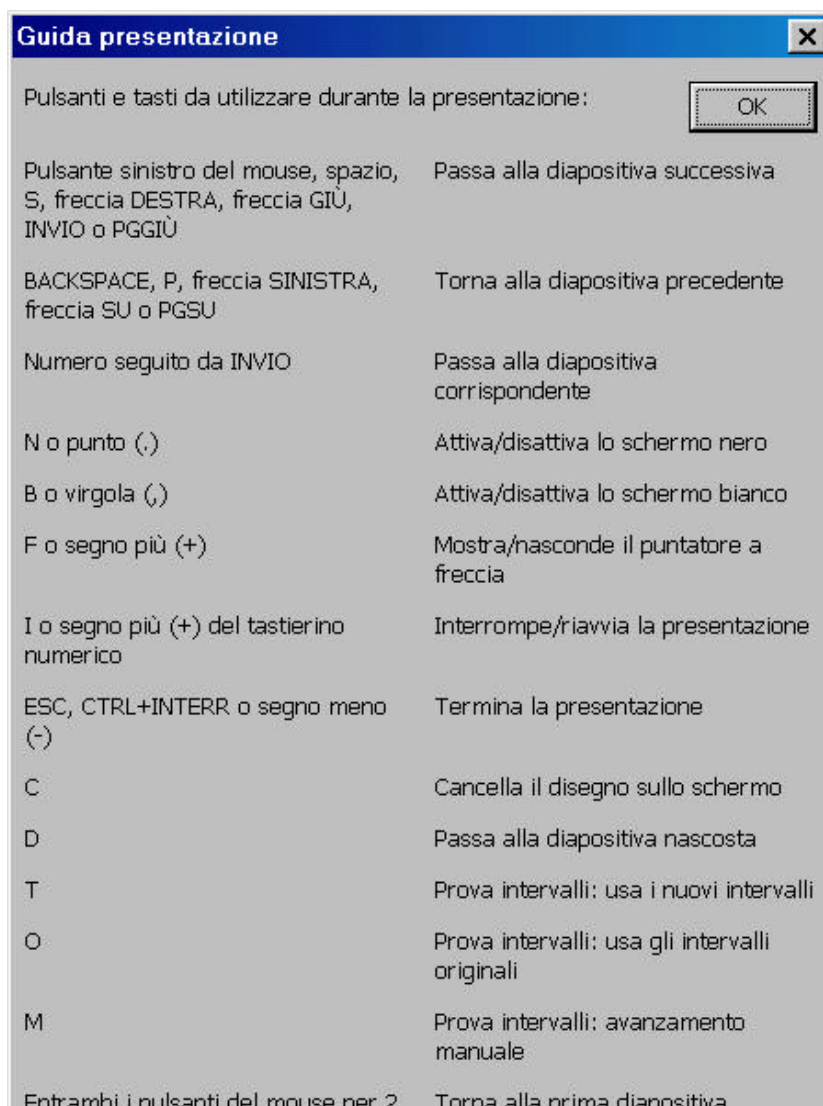 Guida presentazione
Pulsanti e tasti da utilizzare durante la presentazione:
OK
Pulsante sinistro del mouse, spazio,
S, freccia DESTRA, freccia GIÙ,
INVIO o PGGIÙ
Passa alla diapositiva successiva
BACKSPACE, P, freccia SINISTRA,
freccia SU o PGSU
Torna alla diapositiva precedente
Numero seguito da INVIO
Passa alla diapositiva
corrispondente
N o punto (.)
Attiva/disattiva lo schermo nero
B o virgola (,)
Attiva/disattiva lo schermo bianco
F o segno più (+)
Mostra/nasconde il puntatore a
freccia
I o segno più (+) del tastierino
numerico
Interrompe/riavvia la presentazione
ESC, CTRL+INTERR o segno meno
(-)
Termina la presentazione
C
Cancella il disegno sullo schermo
D
Passa alla diapositiva nascosta
T
Prova intervalli: usa i nuovi intervalli
O
Prova intervalli: usa gli intervalli
originali
M
Prova intervalli: avanzamento
manuale
Entrambi i pulsanti del mouse per 2
Torna alla prima diapositiva